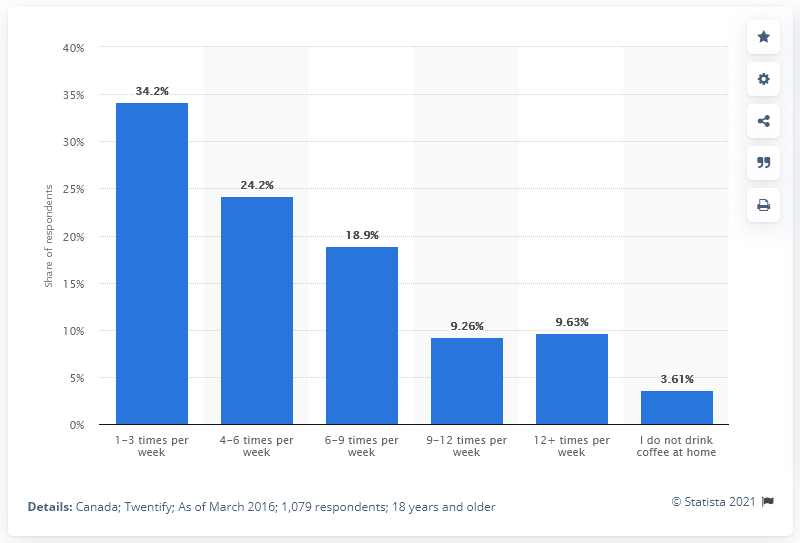 40%
35%
30%
25%
20%
15%
10%
5%
0%
Share of respondents
34.2%
24.2%
18.9%
9.26%
9.63%
3.61%
1–3 times per
week
4–6 times per
week
6–9 times per
week
9–12 times per
week
12+ times per
week
I do not drink
coffee at home
Details: Canada; Twentify; As of March 2016; 1,079 respondents; 18 years and older
© Statista 2021